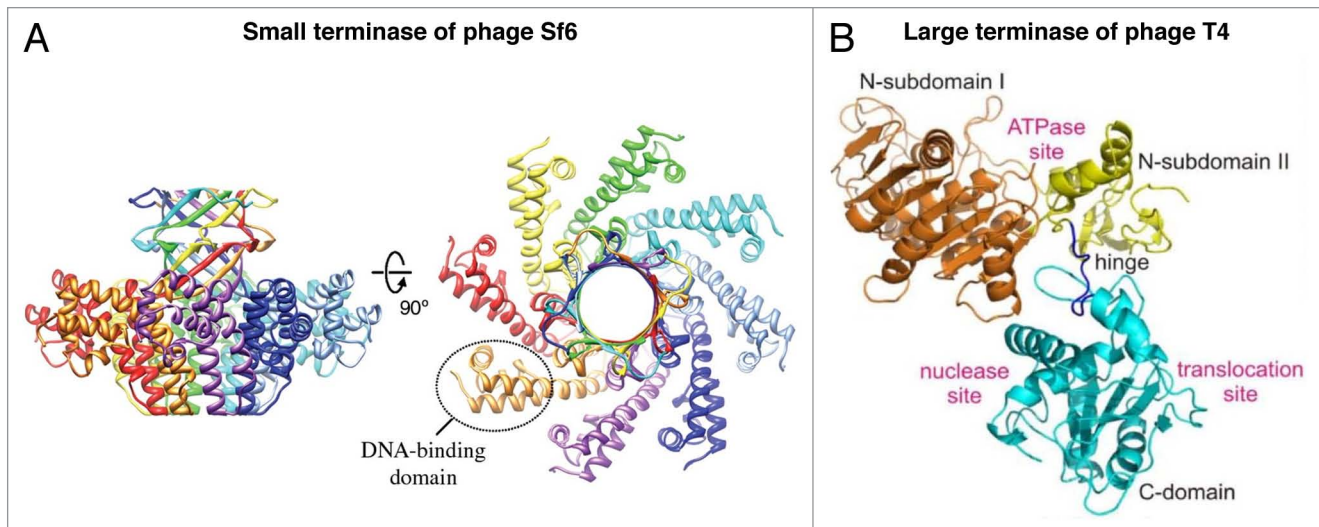 A
Small terminase of phage Sf6
90º
DNA-binding
domain
B
Large terminase of phage T4
N-subdomain I
ATPase
site
N-subdomain II
hinge
nuclease
site
translocation
site
C-domain